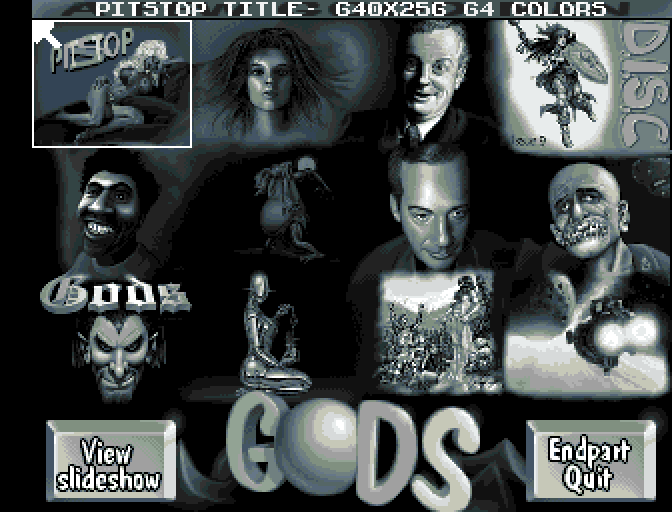 PITSTOP TITLE- 640X256 64 COLORS
PITSTOP
DISC
Issue 9
Gods
GODS
View
slideshow
Endpart
Quit